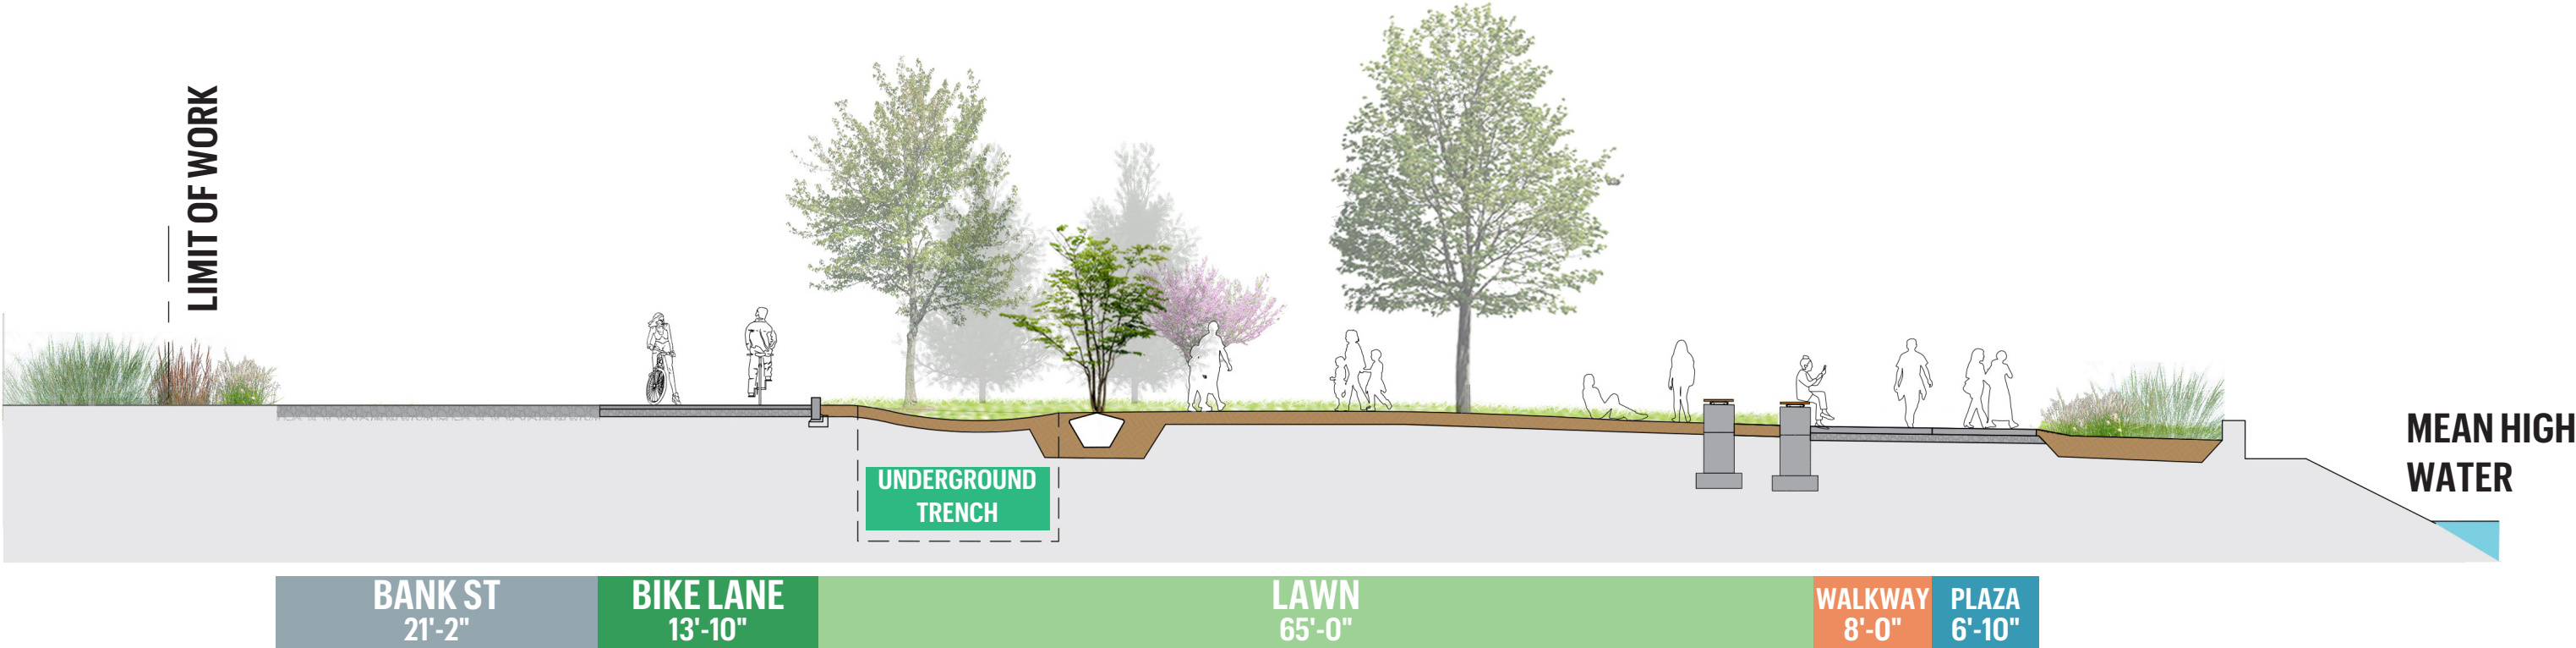 LIMIT OF WORK
MEAN HIGH
WATER
UNDERGROUND
TRENCH
BANK ST
21'-2"
BIKE LANE
13'-10"
LAWN
65'-0"
WALKWAY
8'-0"
PLAZA
6'-10"